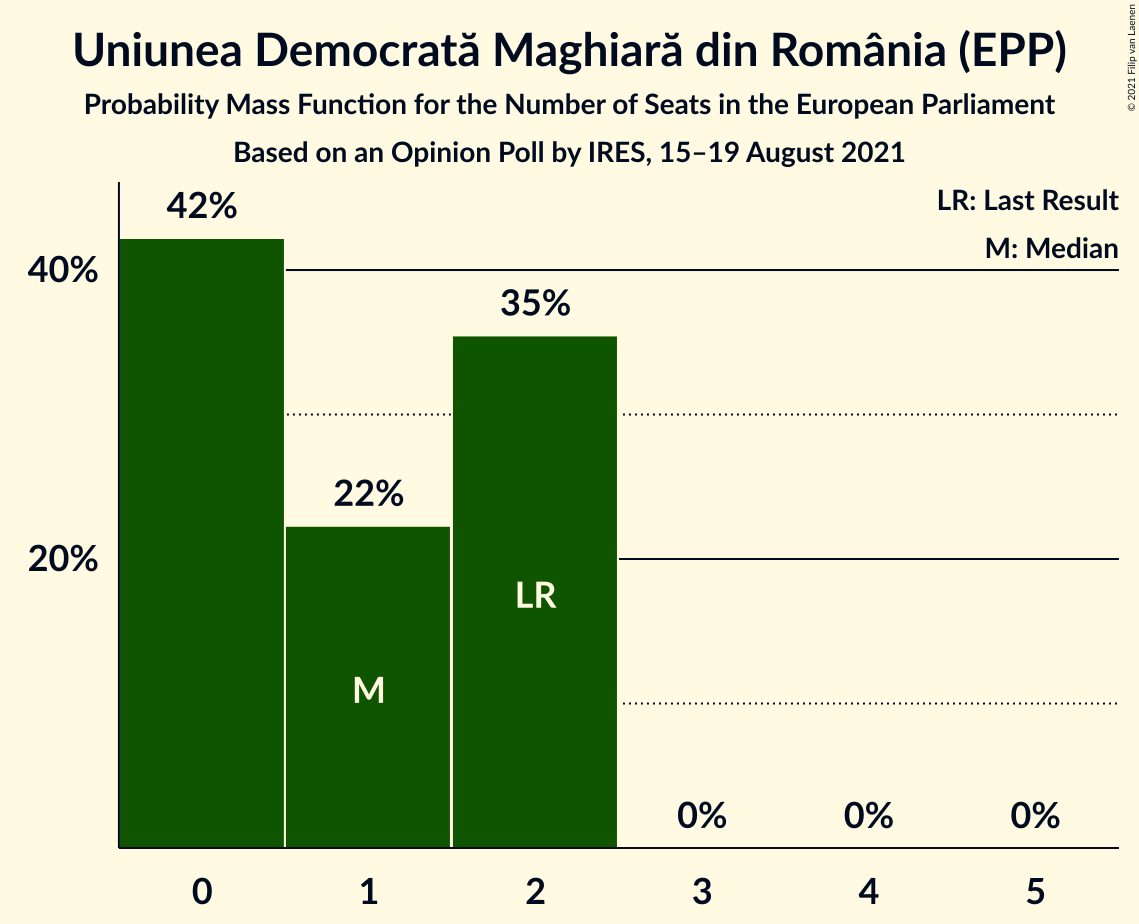 Uniunea Democrată Maghiară din România (EPP)
Probability Mass Function for the Number of Seats in the European Parliament
Based on an Opinion Poll by IRES, 15–19 August 2021
© 2021 Filip van Laenen
LR: Last Result
M: Median
42%
40%
35%
22%
20%
LR
M
0%
0%
0%
0
1
2
3
4
5